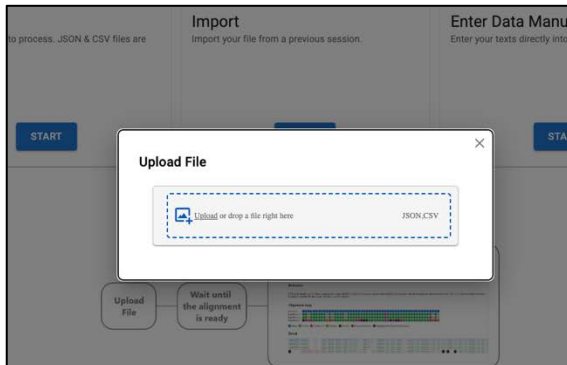 Import
Enter Data Manu
to process. JSON & CSV files are
Import your file from a previous session.
Enter your texts directly into
START
STA
Upload File
Upload or drop a file right here
JSON,CSV
Upload
File
Wait until
the alignment
is ready